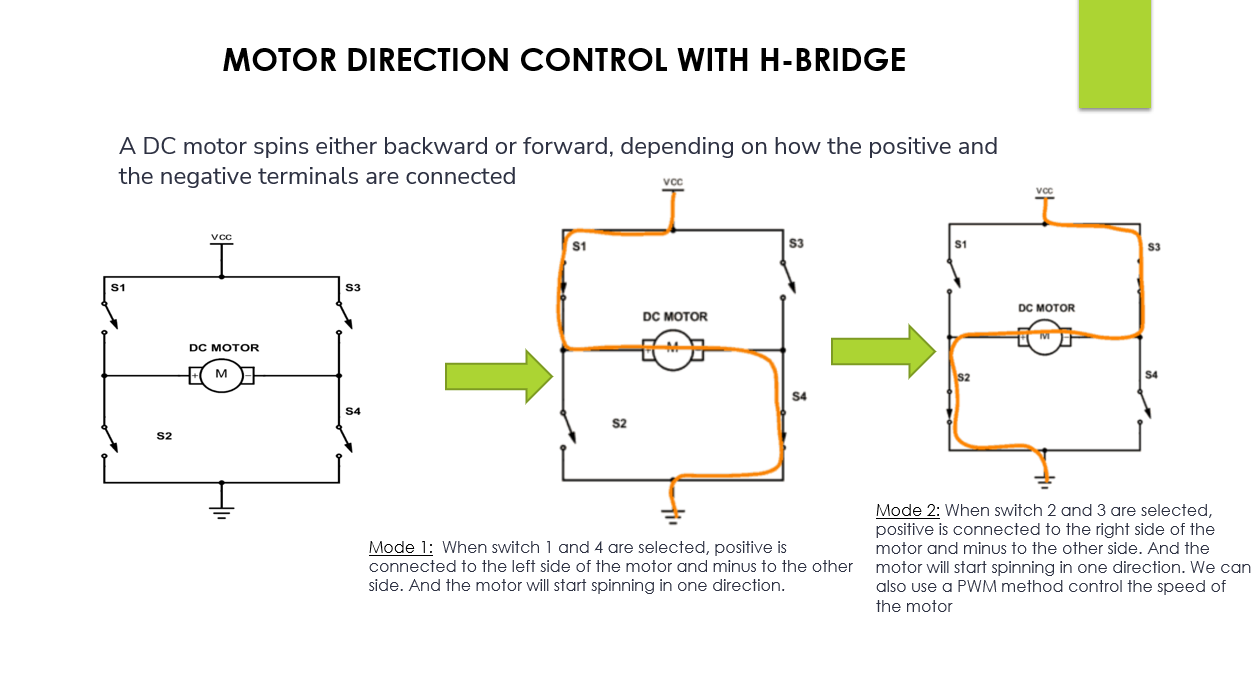 MOTOR DIRECTION CONTROL WITH H-BRIDGE
A DC motor spins either backward or forward, depending on how the positive and
the negative terminals are connected
VCC
S1
S3
DC MOTOR
+ M -
S4
S2
VCC
S1
S3
DC MOTOR
+ M -
S4
S2
VCC
S1
S3
DC MOTOR
+ M -
S2
S4
Mode 1: When switch 1 and 4 are selected, positive is
connected to the left side of the motor and minus to the other
side. And the motor will start spinning in one direction.
Mode 2: When switch 2 and 3 are selected,
positive is connected to the right side of the
motor and minus to the other side. And the
motor will start spinning in one direction. We can
also use a PWM method control the speed of
the motor